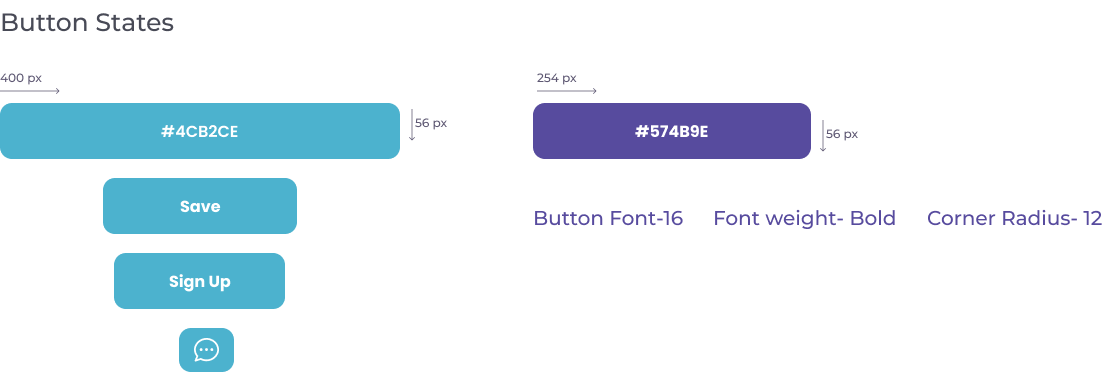 Button States
400 px
254 px
#4CB2CE
56 px
#574B9E
56 px
Save
Button Font-16
Font weight- Bold
Corner Radius- 12
Sign Up